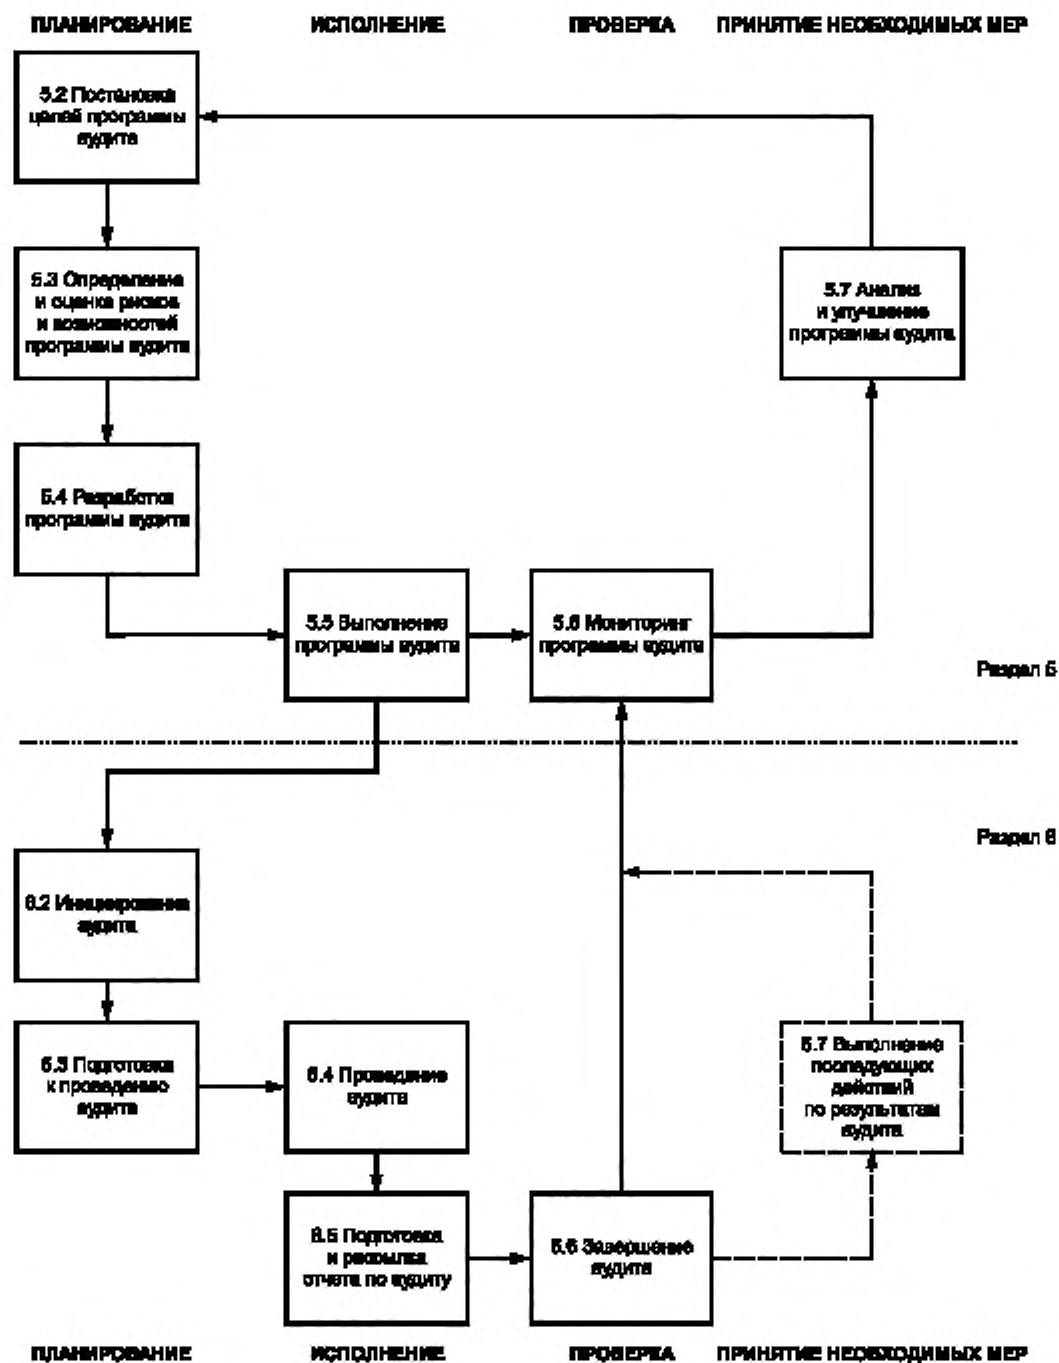 ПЛАНИРОВАНИЕ
ИСПОЛНЕНИЕ
ПРОВЕРКА
ПРИНЯТИЕ НЕОБХОДИМЫХ МЕР
5.2 Постановка
целей программы
аудита
5.3 Определение
и оценка рисков
и возможностей
программы аудита
5.7 Анализ
и улучшение
программы аудита
5.4 Разработка
программы аудита
5.5 Выполнение
программы аудита
5.6 Мониторинг
программы аудита
Раздел 5
Раздел 6
6.2 Инициирование
аудита
6.3 Подготовка
к проведению
аудита
6.4 Проведение
аудита
6.7 Выполнение
последующих
действий
по результатам
аудита
6.5 Подготовка
и рассылка
отчета по аудиту
6.6 Завершение
аудита
ПЛАНИРОВАНИЕ
ИСПОЛНЕНИЕ
ПРОВЕРКА
ПРИНЯТИЕ НЕОБХОДИМЫХ МЕР